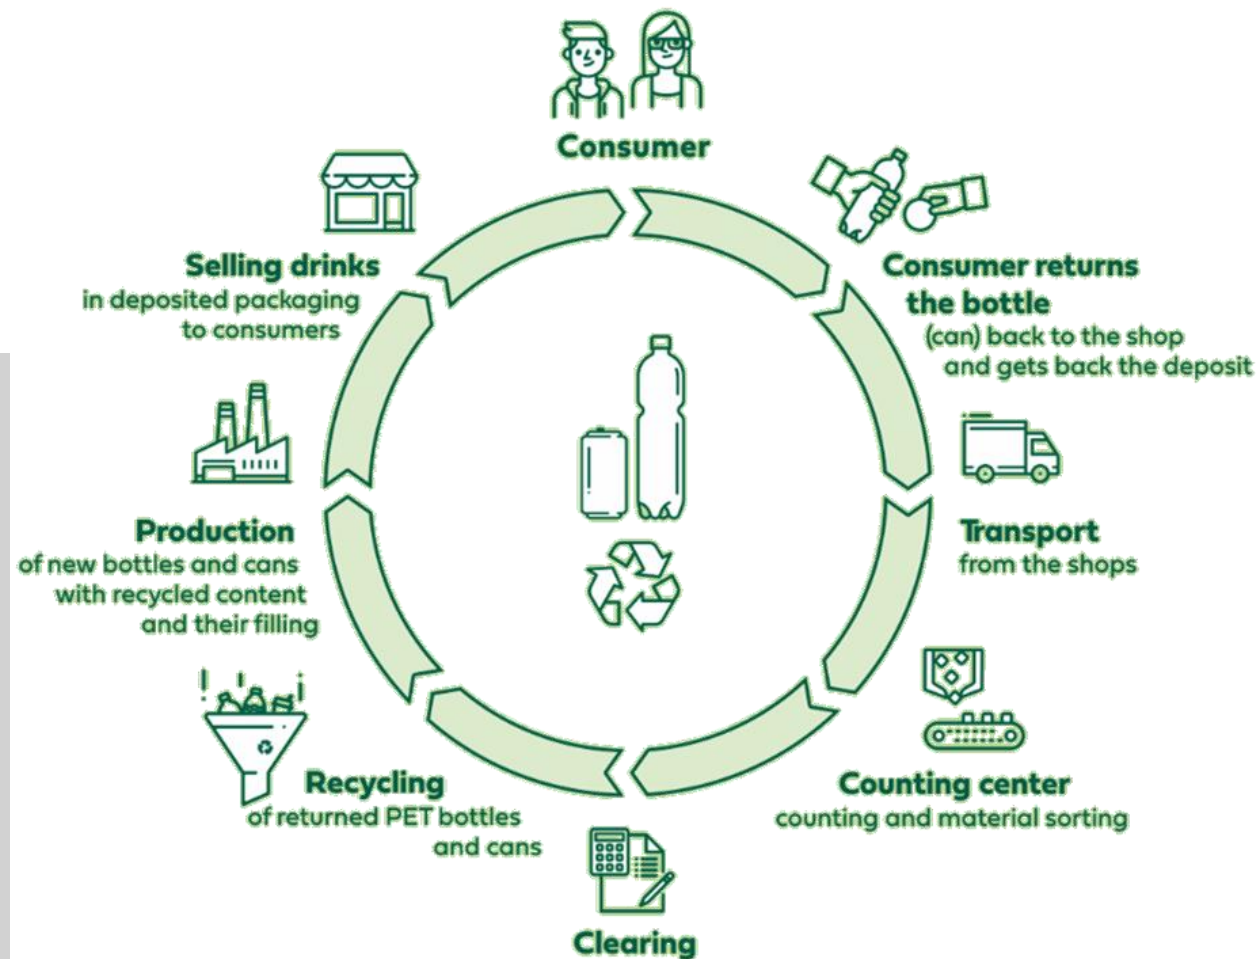 Consumer
Consumer returns
the bottle
(can) back to the shop
and gets back the deposit
Transport
from the shops
Counting center
counting and material sorting
Clearing
Recycling
of returned PET bottles
and cans
Production
of new bottles and cans
with recycled content
and their filling
Selling drinks
in deposited packaging
to consumers